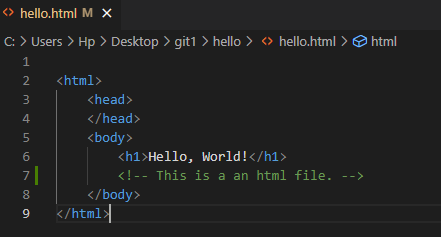 hello.html M ×
C: > Users > Hp > Desktop > git1 > hello > hello.html > html
1
2 <html>
3 <head>
4 </head>
5 <body>
6 <h1>Hello, World!</h1>
7 <!-- This is a an html file. -->
8 </body>
9 </html>